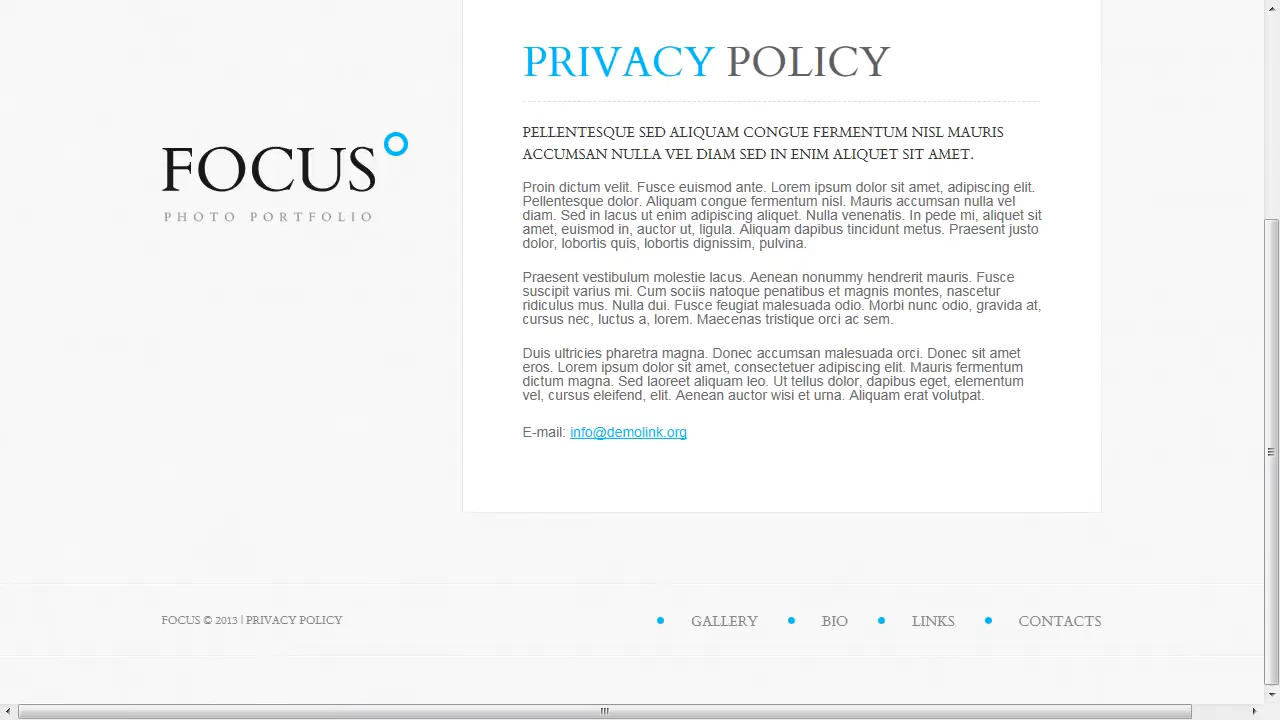 PRIVACY POLICY
FOCUS
PHOTO PORTFOLIO
PELLENTESQUE SED ALIQUAM CONGUE FERMENTUM NISL MAURIS
ACCUMSAN NULLA VEL DIAM SED IN ENIM ALIQUET SIT AMET.
Proin dictum velit. Fusce euismod ante. Lorem ipsum dolor sit amet, adipiscing elit.
Pellentesque dolor. Aliquam congue fermentum nisl. Mauris accumsan nulla vel
diam. Sed in lacus ut enim adipiscing aliquet. Nulla venenatis. In pede mi, aliquet sit
amet, euismod in, auctor ut, ligula. Aliquam dapibus tincidunt metus. Praesent justo
dolor, lobortis quis, lobortis dignissim, pulvina.
Praesent vestibulum molestie lacus. Aenean nonummy hendrerit mauris. Fusce
suscipit varius mi. Cum sociis natoque penatibus et magnis montes, nascetur
ridiculus mus. Nulla dui. Fusce feugiat malesuada odio. Morbi nunc odio, gravida at,
cursus nec, luctus a, lorem. Maecenas tristique orci ac sem.
Duis ultricies pharetra magna. Donec accumsan malesuada orci. Donec sit amet
eros. Lorem ipsum dolor sit amet, consectetuer adipiscing elit. Mauris fermentum
dictum magna. Sed laoreet aliquam leo. Ut tellus dolor, dapibus eget, elementum
vel, cursus eleifend, elit. Aenean auctor wisi et urna. Aliquam erat volutpat.
E-mail: info@demolink.org
FOCUS © 2013 | PRIVACY POLICY
GALLERY
BIO
LINKS
CONTACTS